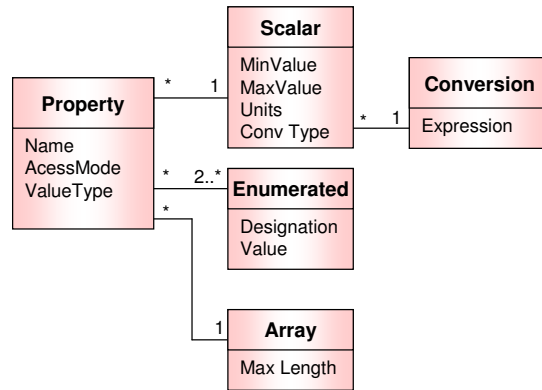 Scalar
MinValue
MaxValue
Units
Conv Type
Property
Name
AcessMode
ValueType
* 1
Conversion
Expression
* 1
* 2..*
Enumerated
Designation
Value
*
1
Array
Max Length